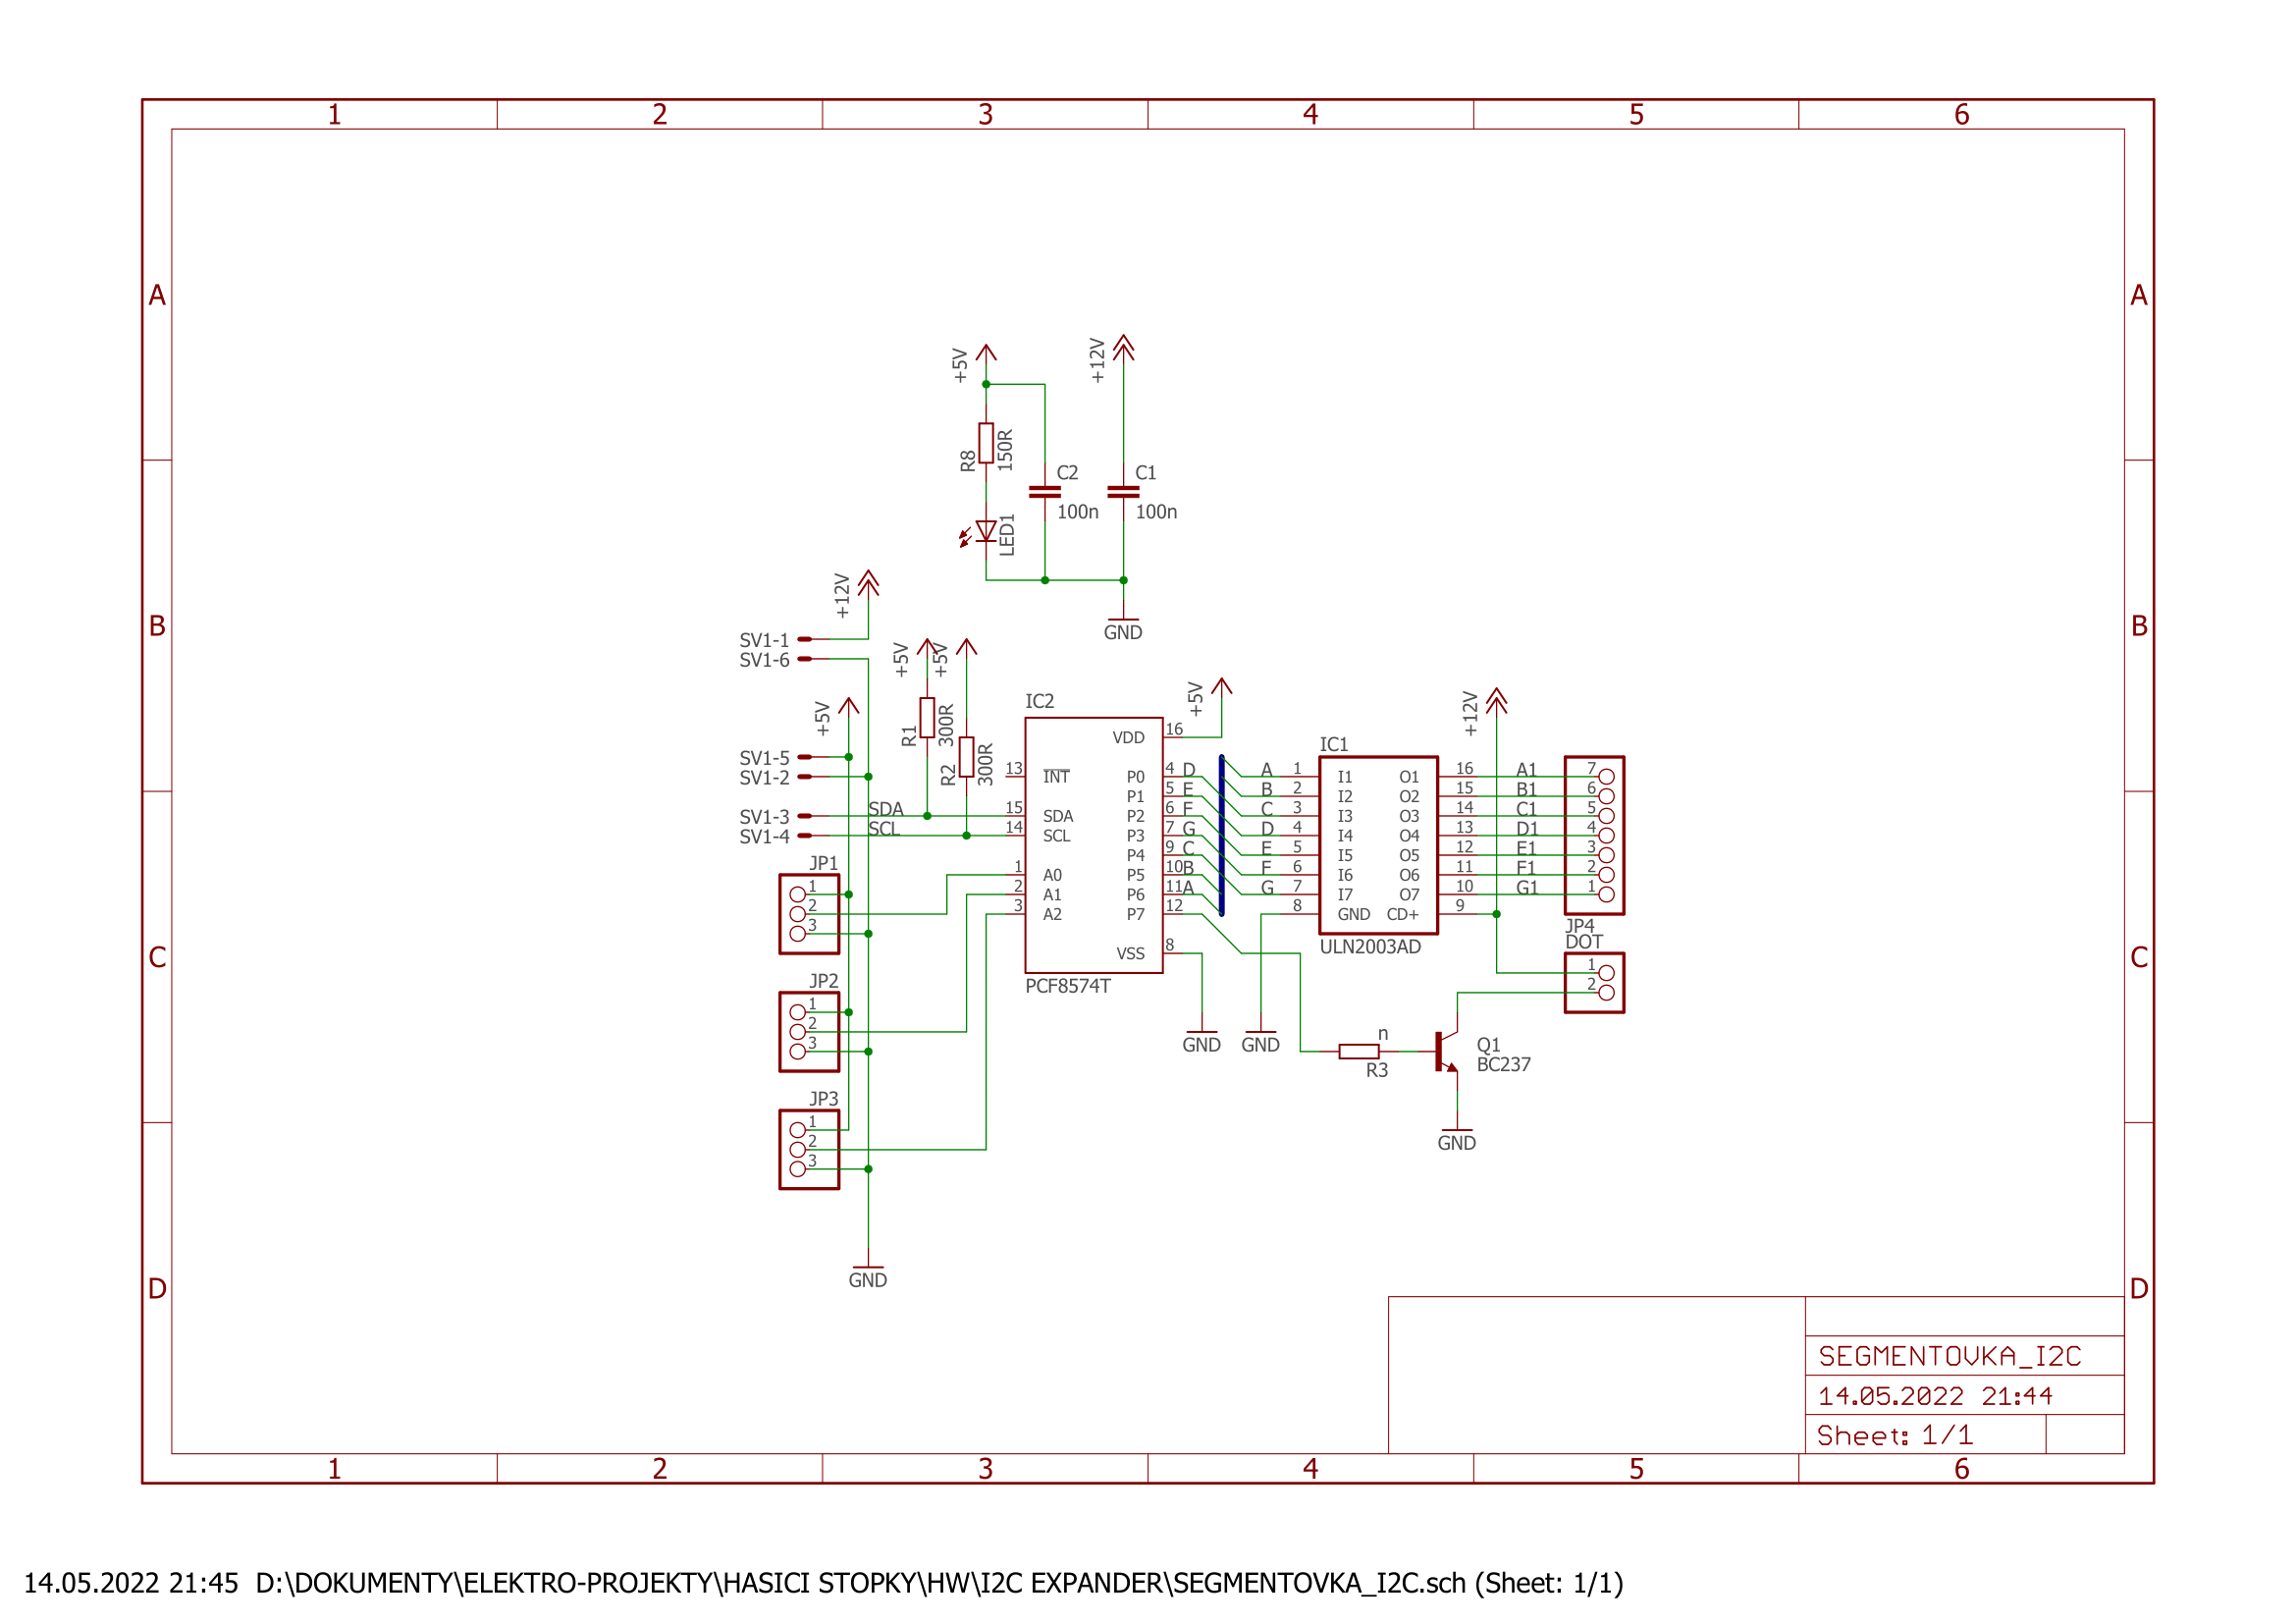 1 2 3 4 5 6
A A
+5V
+12V
R8
150R
C2
100n
C1
100n
LED1
GND
B B
+12V
SV1-1
SV1-6
+5V
+5V
+5V
R1
300R
R2
300R
SV1-5
SV1-2
SV1-3
SV1-4
SDA
SCL
IC2
+5V
VDD 16
13 INT P0 4 D
P1 5 E
15 SDA P2 6 F
14 SCL P3 7 G
P4 9 C
1 A0 P5 10 B
2 A1 P6 11 A
3 A2 P7 12
VSS 8
PCF8574T
IC1
+12V
A 1 I1 O1 16 A1 7
B 2 I2 O2 15 B1 6
C 3 I3 O3 14 C1 5
D 4 I4 O4 13 D1 4
E 5 I5 O5 12 E1 3
F 6 I6 O6 11 F1 2
G 7 I7 O7 10 G1 1
8 GND CD+ 9
ULN2003AD
JP4
DOT
1
2
C C
JP1
1
2
3
JP2
1
2
3
JP3
1
2
3
GND
GND
n
R3
Q1
BC237
GND
GND
D D
SEGMENTOVKA_I2C
14.05.2022 21:44
Sheet: 1/1
1 2 3 4 5 6
14.05.2022 21:45 D:\DOKUMENTY\ELEKTRO-PROJEKTY\HASICI STOPKY\HW\I2C EXPANDER\SEGMENTOVKA_I2C.sch (Sheet: 1/1)